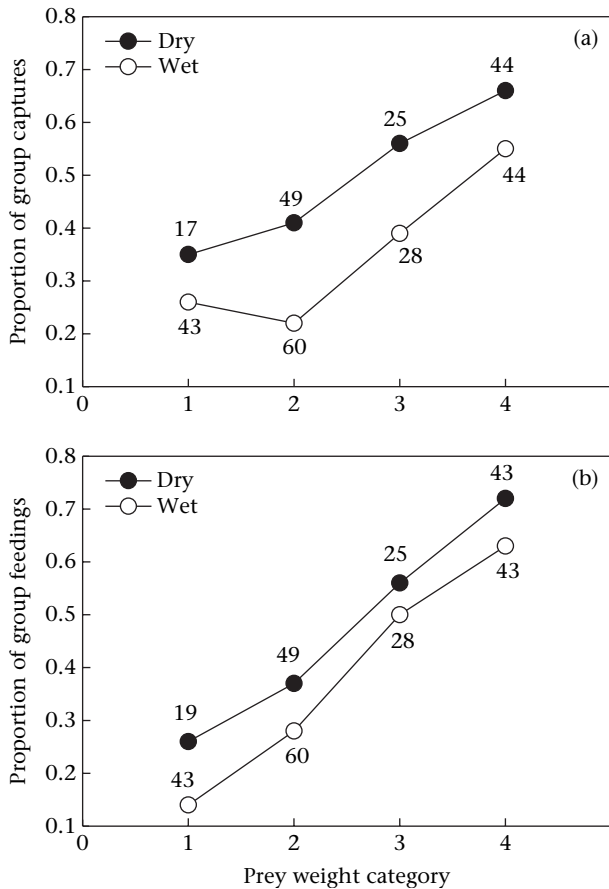 0.8
(a)
Dry
Wet
44
0.7
0.6
25
0.5
49
44
0.4
17
28
0.3
43
60
0.2
0.1
0 1 2 3 4
Proportion of group captures
0.8
(b)
Dry
Wet
43
0.7
0.6
25
43
0.5
49
28
0.4
19
0.3
60
43
0.2
0.1
0 1 2 3 4
Proportion of group feedings
Prey weight category